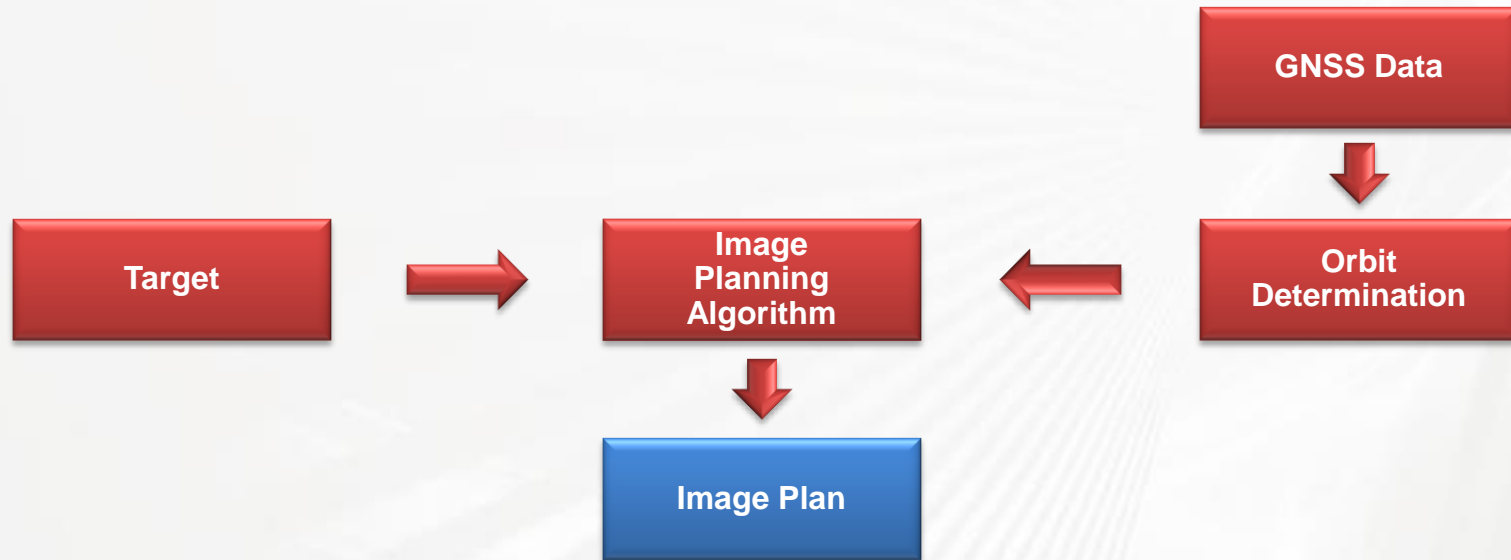 GNSS Data
Target
Image
Planning
Algorithm
Orbit
Determination
Image Plan